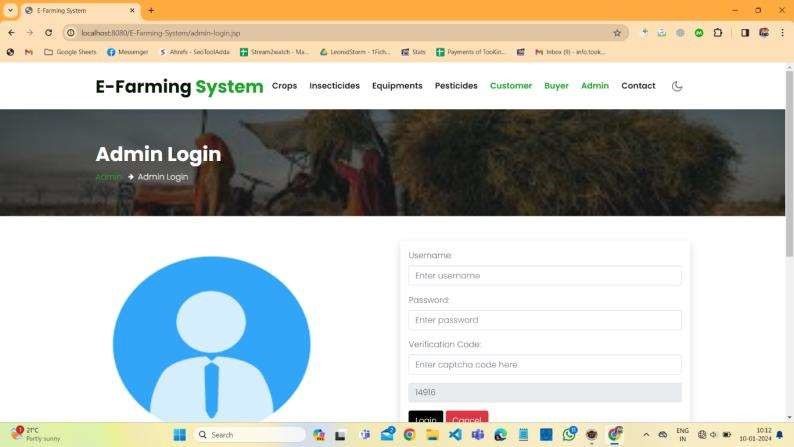 E-Farming System
localhost:8080/E-Farming-System/admin-login.jsp
Google Sheets Messenger Ahrefs - SeoToolAdda Stream2watch - Ma... LeonidStorm - 1Fich... Stats Payments of TooKin... Inbox (9) - info.took...
E-Farming System Crops Insecticides Equipments Pesticides Customer Buyer Admin Contact
Admin Login
Admin → Admin Login
Username:
Enter username
Password:
Enter password
Verification Code:
Enter captcha code here
14916
Login Cancel
21°C
Partly sunny
Search
ENG
IN
10:12
10-01-2024